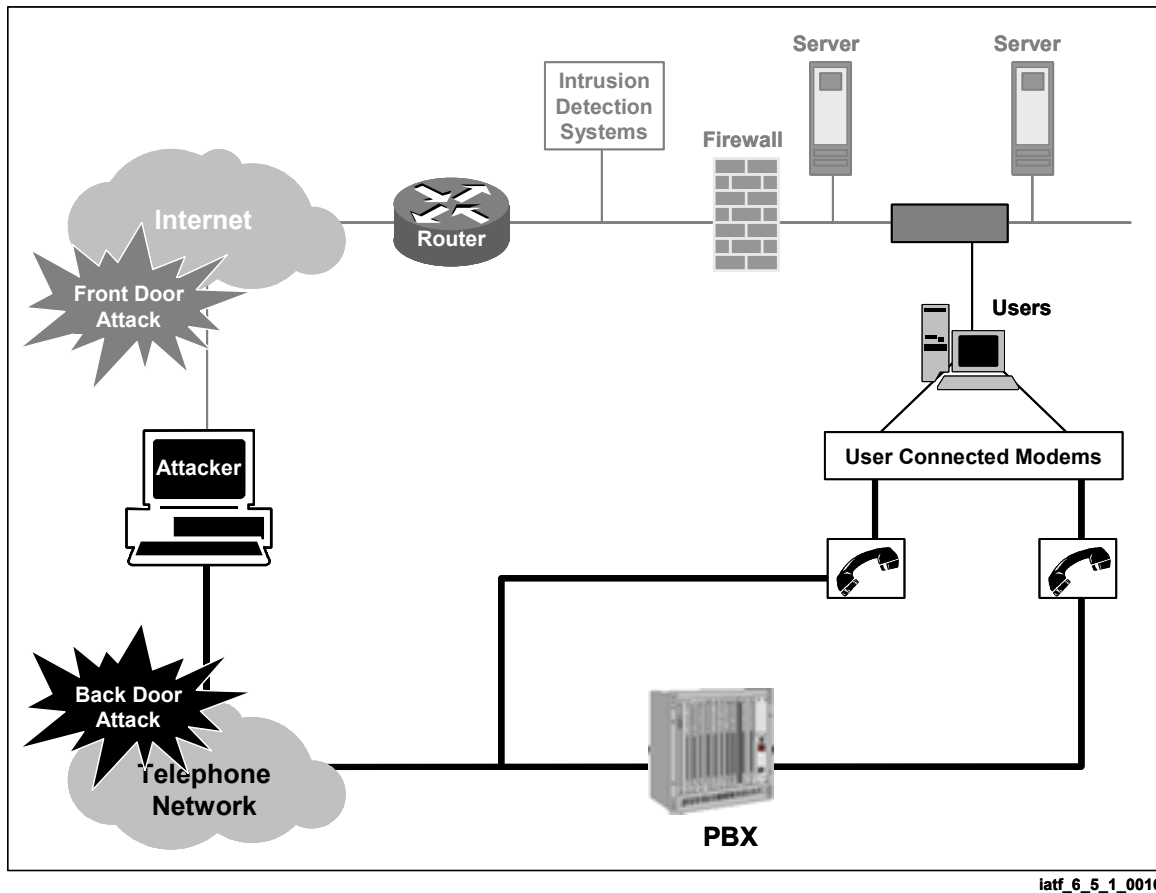 Server
Server
Intrusion
Detection
Systems
Firewall
Internet
Router
Front Door
Attack
Users
User Connected Modems
Attacker
Back Door
Attack
Telephone
Network
PBX
iatf_6_5_1_0016